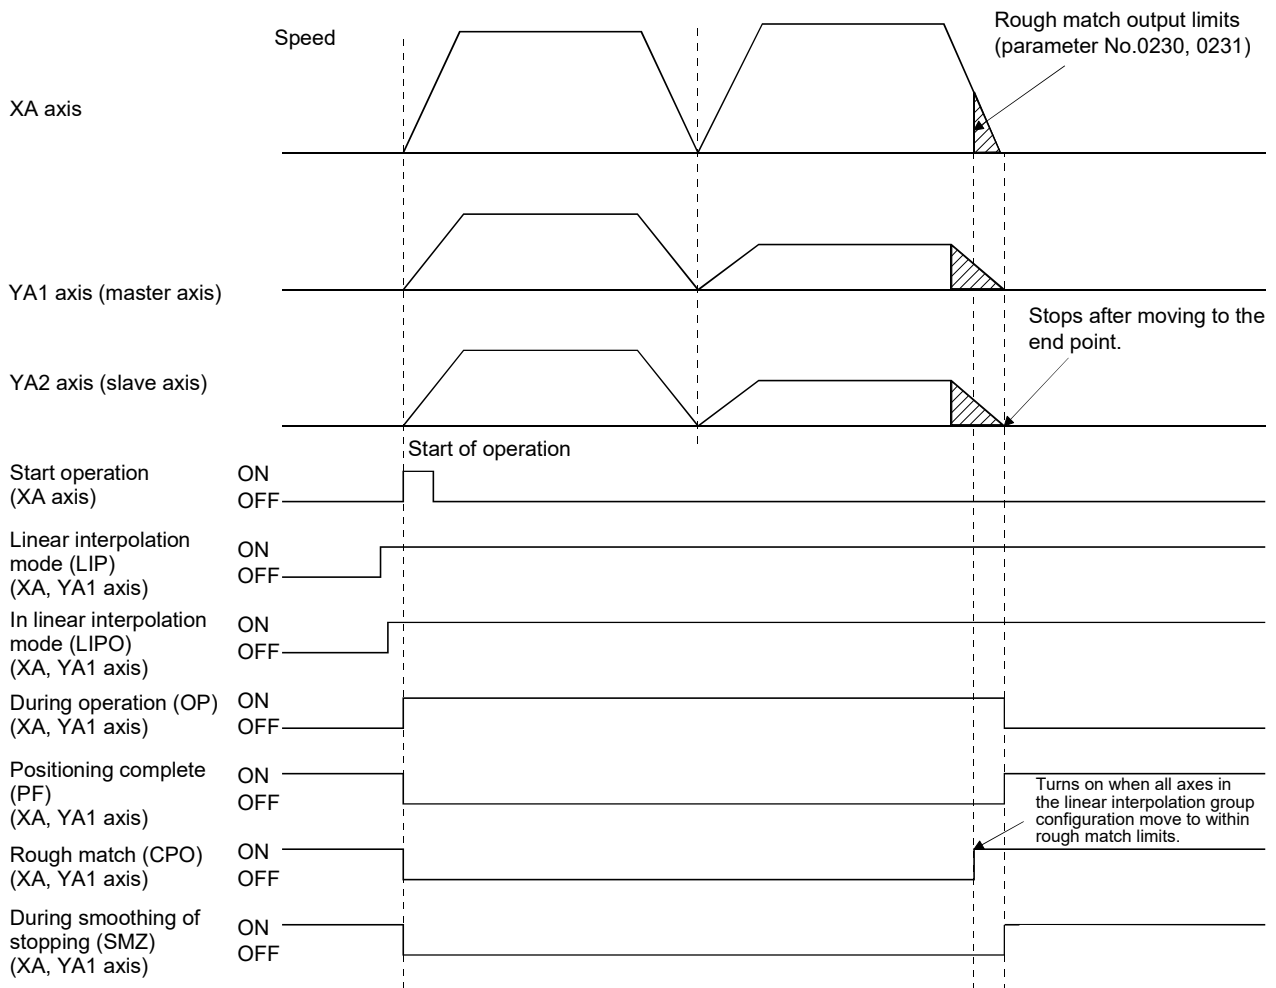 Speed
Rough match output limits
(parameter No.0230, 0231)
XA axis
YA1 axis (master axis)
Stops after moving to the
end point.
YA2 axis (slave axis)
Start of operation
Start operation
(XA axis)
ON
OFF
Linear interpolation
mode (LIP)
(XA, YA1 axis)
ON
OFF
In linear interpolation
mode (LIPO)
(XA, YA1 axis)
ON
OFF
During operation (OP)
(XA, YA1 axis)
ON
OFF
Positioning complete
(PF)
(XA, YA1 axis)
ON
OFF
Turns on when all axes in
the linear interpolation group
configuration move to within
rough match limits.
Rough match (CPO)
(XA, YA1 axis)
ON
OFF
During smoothing of
stopping (SMZ)
(XA, YA1 axis)
ON
OFF